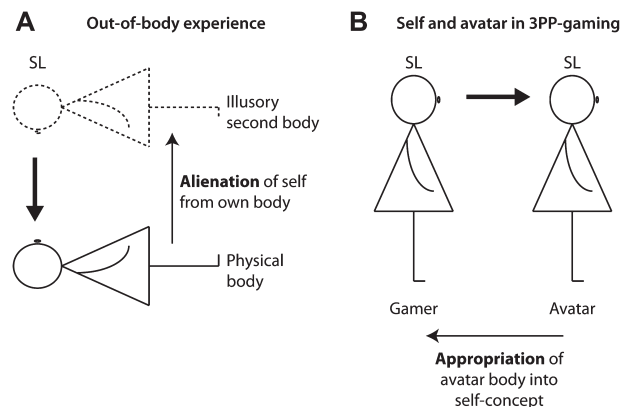 A
Out-of-body experience
SL
Illusory
second body
Alienation of self
from own body
Physical
body
B
Self and avatar in 3PP-gaming
SL
SL
Gamer
Avatar
Appropriation of
avatar body into
self-concept